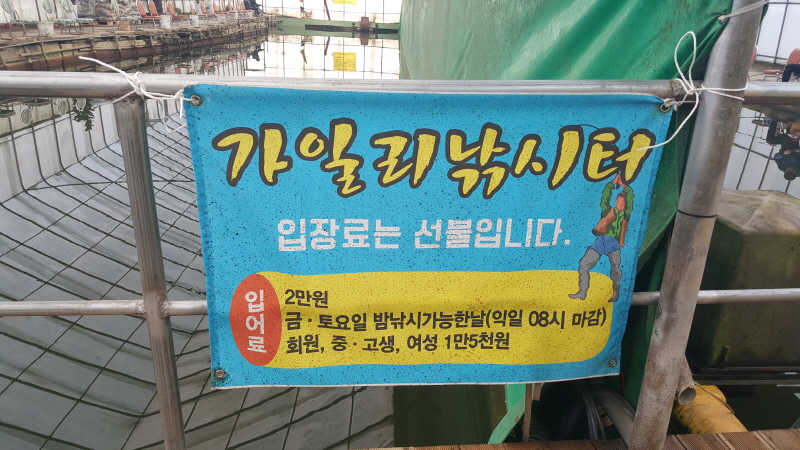 가일리낚시터
입장료는 선불입니다.
입어료
2만원
금·토요일 밤낚시가능한날(익일 08시 마감)
회원, 중·고생, 여성 1만5천원